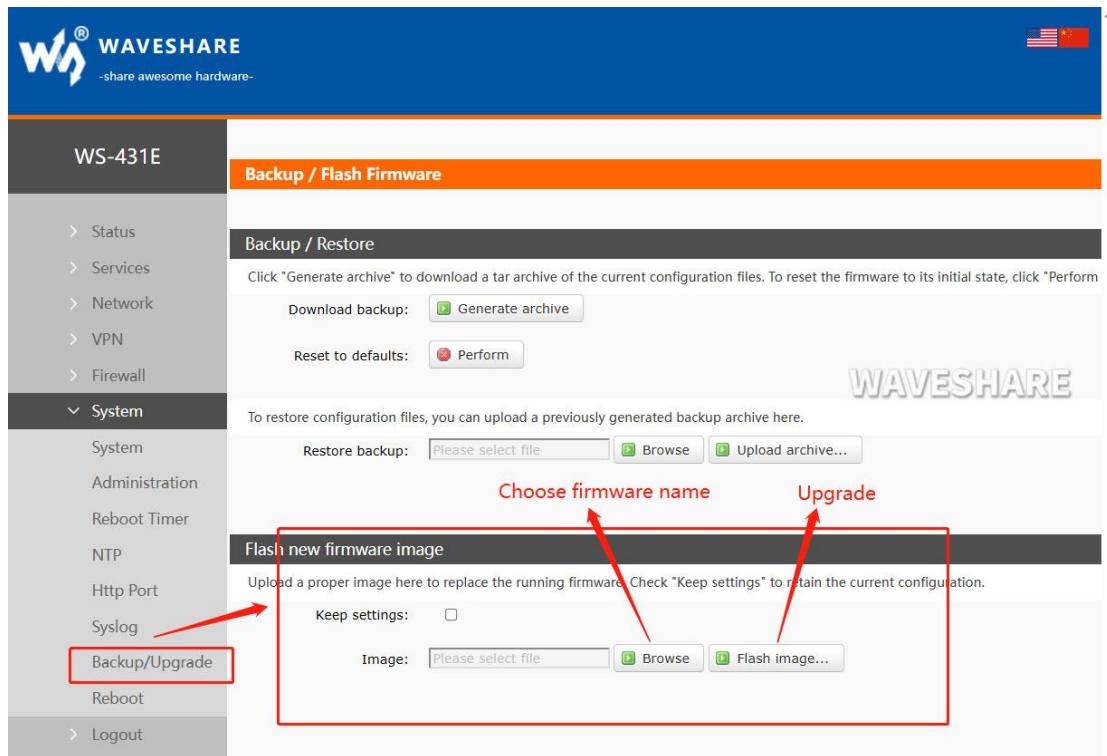 WAVESHARE
-share awesome hardware-
WS-431E
Status
Services
Network
VPN
Firewall
System
System
Administration
Reboot Timer
NTP
Http Port
Syslog
Backup/Upgrade
Reboot
Logout
Backup / Flash Firmware
Backup / Restore
Click "Generate archive" to download a tar archive of the current configuration files. To reset the firmware to its initial state, click "Perform
Download backup: Generate archive
Reset to defaults: Perform
WAVESHARE
To restore configuration files, you can upload a previously generated backup archive here.
Restore backup: Please select file Browse Upload archive...
Choose firmware name Upgrade
Flash new firmware image
Upload a proper image here to replace the running firmware. Check "Keep settings" to retain the current configuration.
Keep settings:
Image: Please select file Browse Flash image...